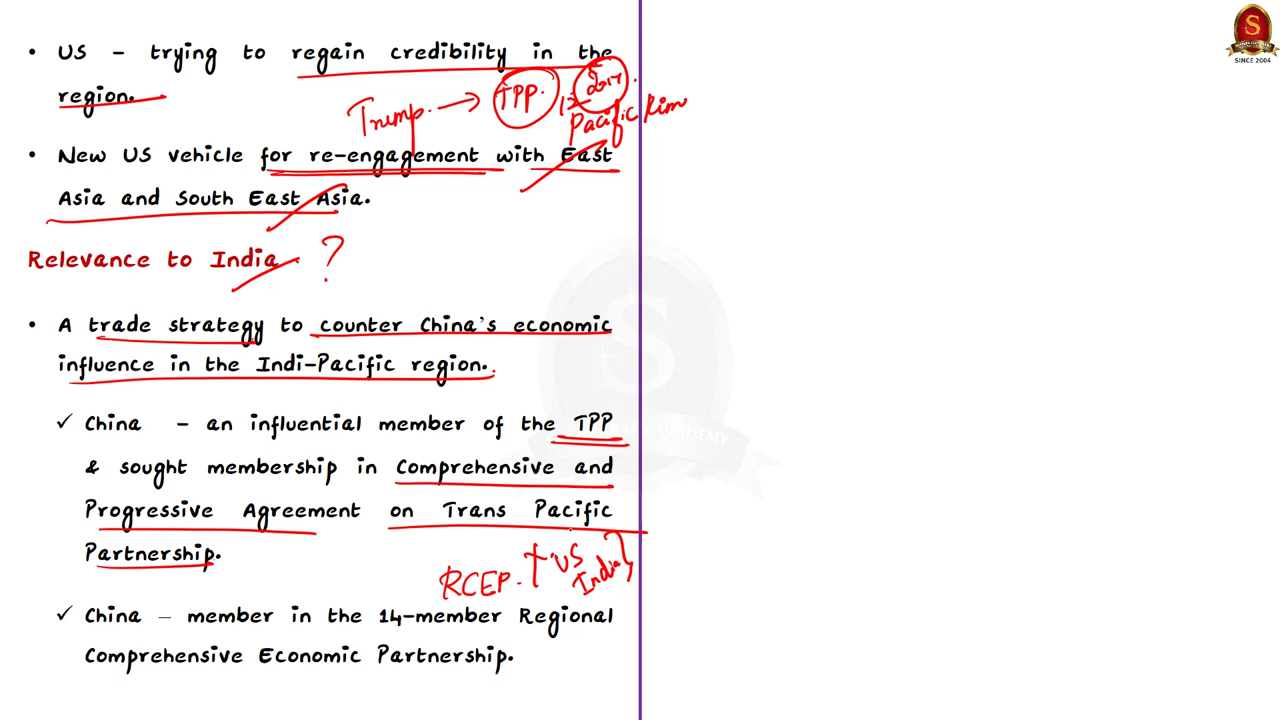 SINCE 2004
• US – trying to regain credibility in the
region.
Trump → TPP. 12 2017.
Pacific Rim
• New US vehicle for re-engagement with East
Asia and South East Asia.
Relevance to India ?
• A trade strategy to counter China's economic
influence in the Indi-Pacific region.
✓ China – an influential member of the TPP
& sought membership in Comprehensive and
Progressive Agreement on Trans Pacific
Partnership.
RCEP. US
India
✓ China – member in the 14-member Regional
Comprehensive Economic Partnership.